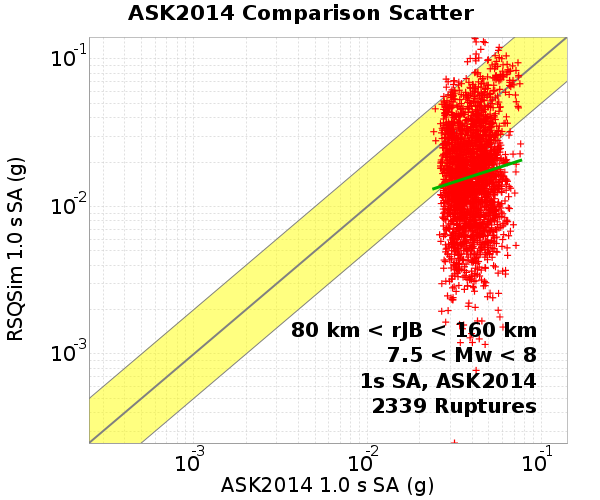 ASK2014 Comparison Scatter
RSQSim 1.0 s SA (g)
10-1
10-2
10-3
80 km < rJB < 160 km
7.5 < Mw < 8
1s SA, ASK2014
2339 Ruptures
10-3 10-2 10-1
ASK2014 1.0 s SA (g)